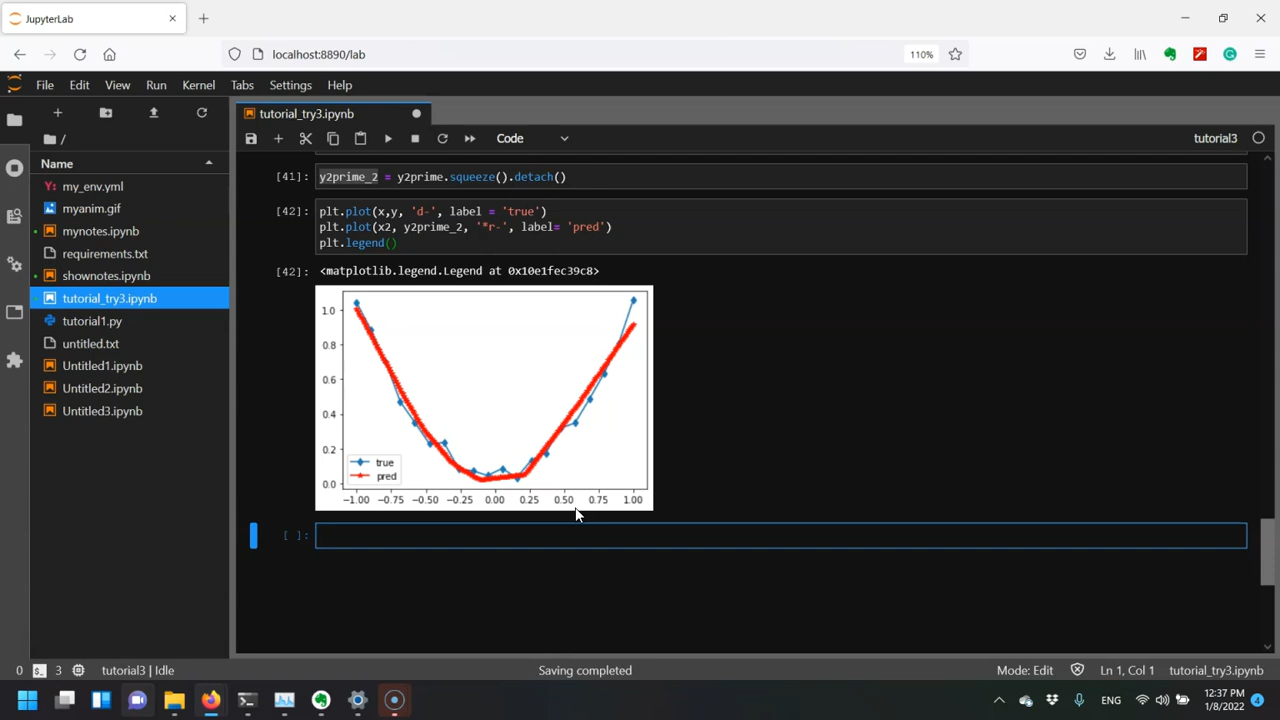 JupyterLab
localhost:8890/lab
110%
File Edit View Run Kernel Tabs Settings Help
tutorial_try3.ipynb
/
Code
tutorial3
Name
my_env.yml
myanim.gif
mynotes.ipynb
requirements.txt
shownotes.ipynb
tutorial_try3.ipynb
tutorial1.py
untitled.txt
Untitled1.ipynb
Untitled2.ipynb
Untitled3.ipynb
[41]: y2prime_2 = y2prime.squeeze().detach()
[42]: plt.plot(x,y, 'd-', label = 'true')
plt.plot(x2, y2prime_2, '*r-', label= 'pred')
plt.legend()
[42]: <matplotlib.legend.Legend at 0x10e1fec39c8>
1.0
0.8
0.6
0.4
0.2
0.0
true
pred
−1.00 −0.75 −0.50 −0.25 0.00 0.25 0.50 0.75 1.00
[ ]:
0 3 tutorial3 | Idle Saving completed Mode: Edit Ln 1, Col 1 tutorial_try3.ipynb
ENG 12:37 PM
1/8/2022 4